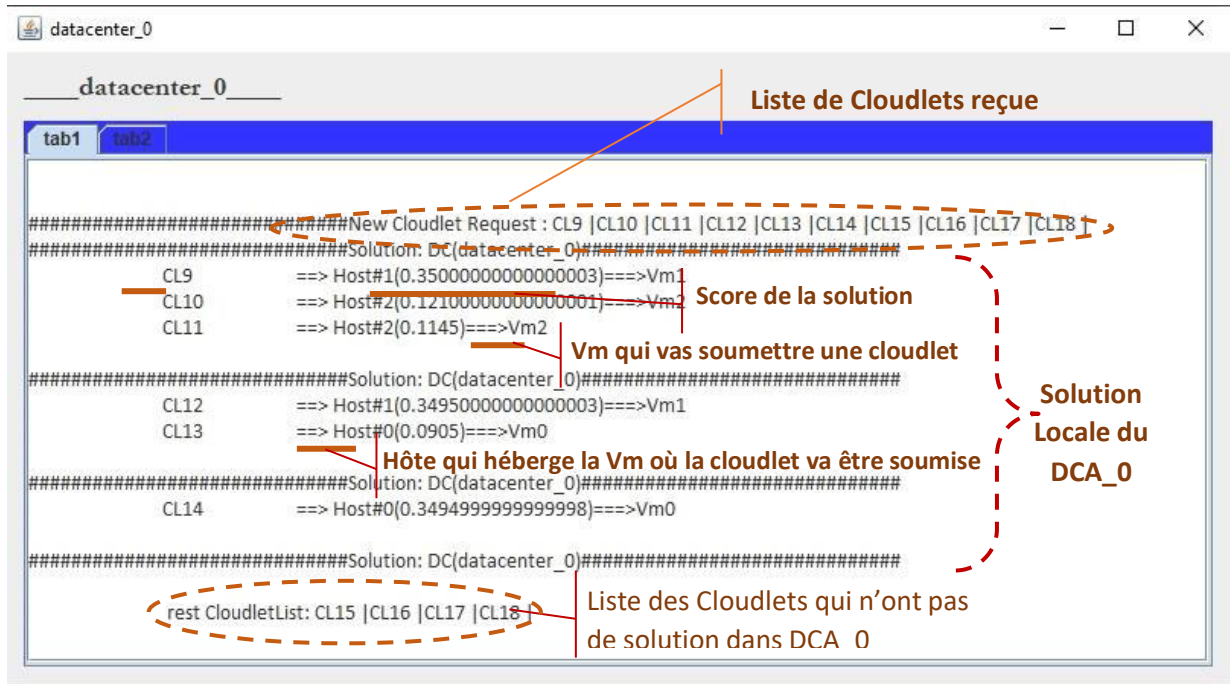 datacenter_0
____datacenter_0____
Liste de Cloudlets reçue
tab1 tab2
##############################New Cloudlet Request : CL9 |CL10 |CL11 |CL12 |CL13 |CL14 |CL15 |CL16 |CL17 |CL18 |
##############################Solution: DC(datacenter_0)##############################
CL9 ==> Host#1(0.35000000000000003)===>Vm1
Score de la solution
CL10 ==> Host#2(0.12100000000000001)===>Vm2
CL11 ==> Host#2(0.1145)===>Vm2
Vm qui vas soumettre une cloudlet
##############################Solution: DC(datacenter_0)##############################
CL12 ==> Host#1(0.34950000000000003)===>Vm1
CL13 ==> Host#0(0.0905)===>Vm0
Hôte qui héberge la Vm où la cloudlet va être soumise
Solution
Locale du
DCA_0
##############################Solution: DC(datacenter_0)##############################
CL14 ==> Host#0(0.3494999999999998)===>Vm0
##############################Solution: DC(datacenter_0)##############################
rest CloudletList: CL15 |CL16 |CL17 |CL18 |
Liste des Cloudlets qui n’ont pas
de solution dans DCA_0